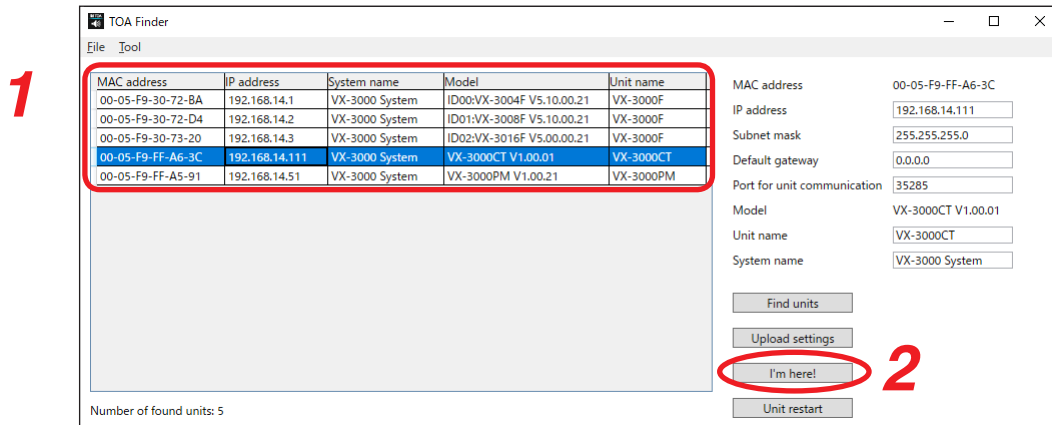 TOA Finder
File Tool
1
MAC address IP address System name Model Unit name
00-05-F9-30-72-BA 192.168.14.1 VX-3000 System ID00:VX-3004F V5.10.00.21 VX-3000F
00-05-F9-30-72-D4 192.168.14.2 VX-3000 System ID01:VX-3008F V5.10.00.21 VX-3000F
00-05-F9-30-73-20 192.168.14.3 VX-3000 System ID02:VX-3016F V5.00.00.21 VX-3000F
00-05-F9-FF-A6-3C 192.168.14.111 VX-3000 System VX-3000CT V1.00.01 VX-3000CT
00-05-F9-FF-A5-91 192.168.14.51 VX-3000 System VX-3000PM V1.00.21 VX-3000PM
Number of found units: 5
MAC address 00-05-F9-FF-A6-3C
IP address 192.168.14.111
Subnet mask 255.255.255.0
Default gateway 0.0.0.0
Port for unit communication 35285
Model VX-3000CT V1.00.01
Unit name VX-3000CT
System name VX-3000 System
Find units
Upload settings
I'm here!
2
Unit restart